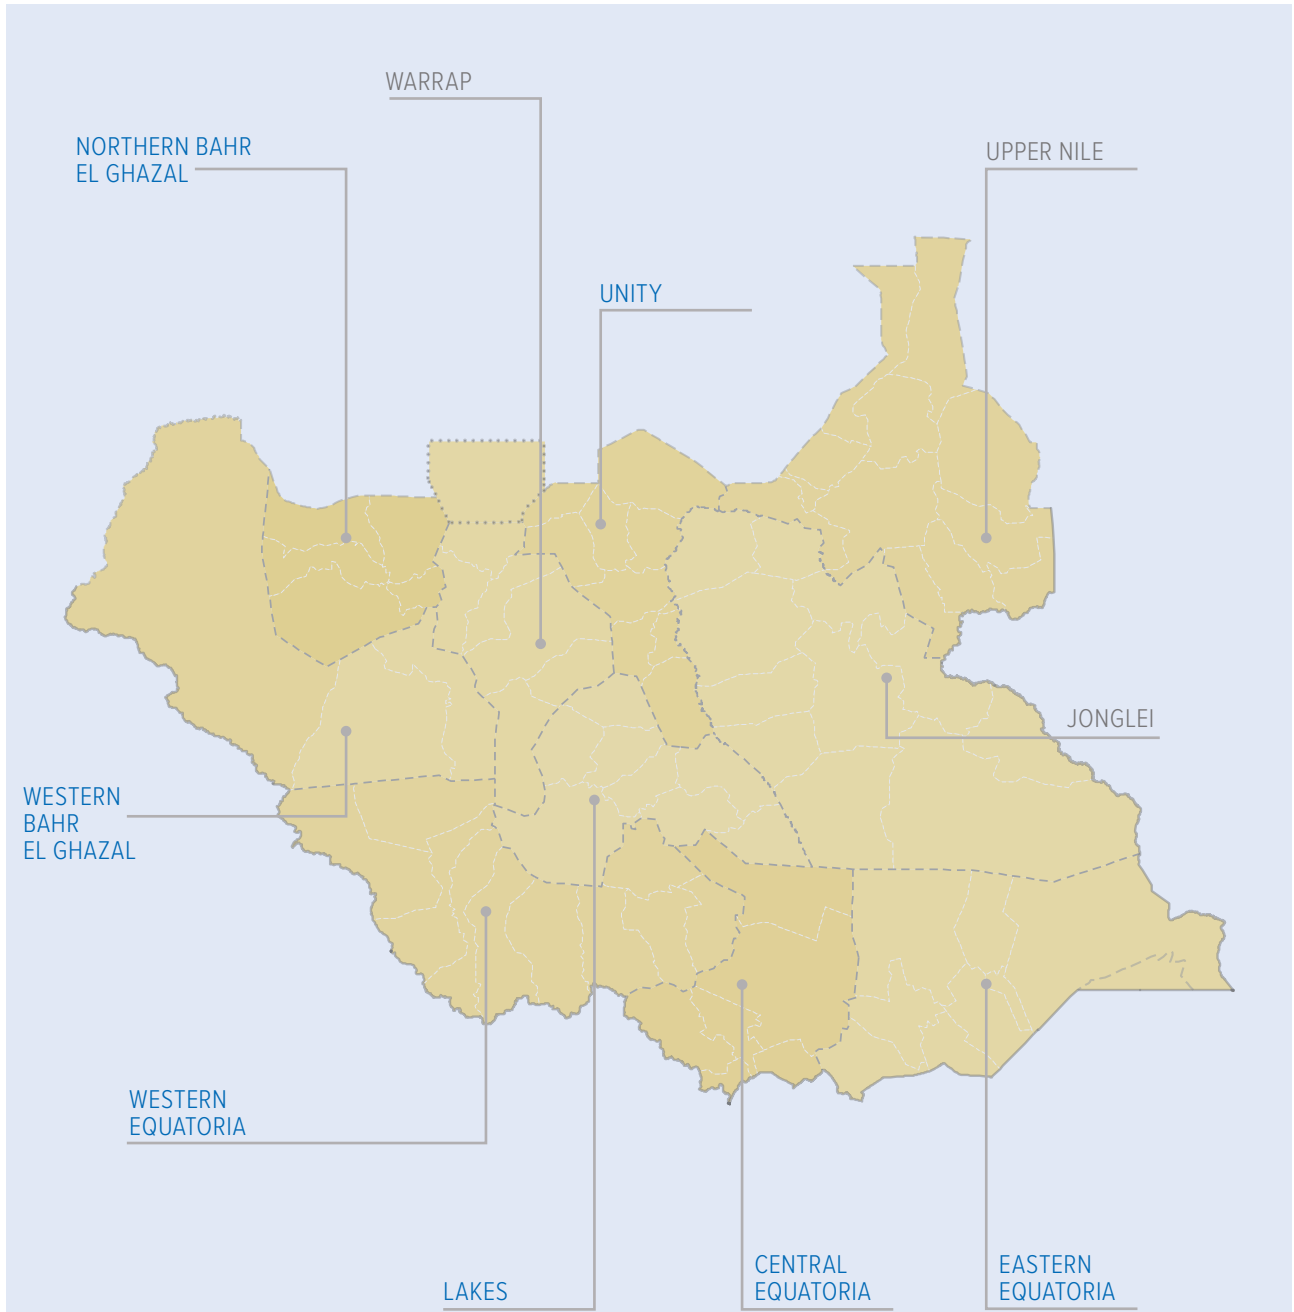 WARRAP
NORTHERN BAHR
EL GHAZAL
UPPER NILE
UNITY
JONGLEI
WESTERN
BAHR
EL GHAZAL
WESTERN
EQUATORIA
LAKES
CENTRAL
EQUATORIA
EASTERN
EQUATORIA